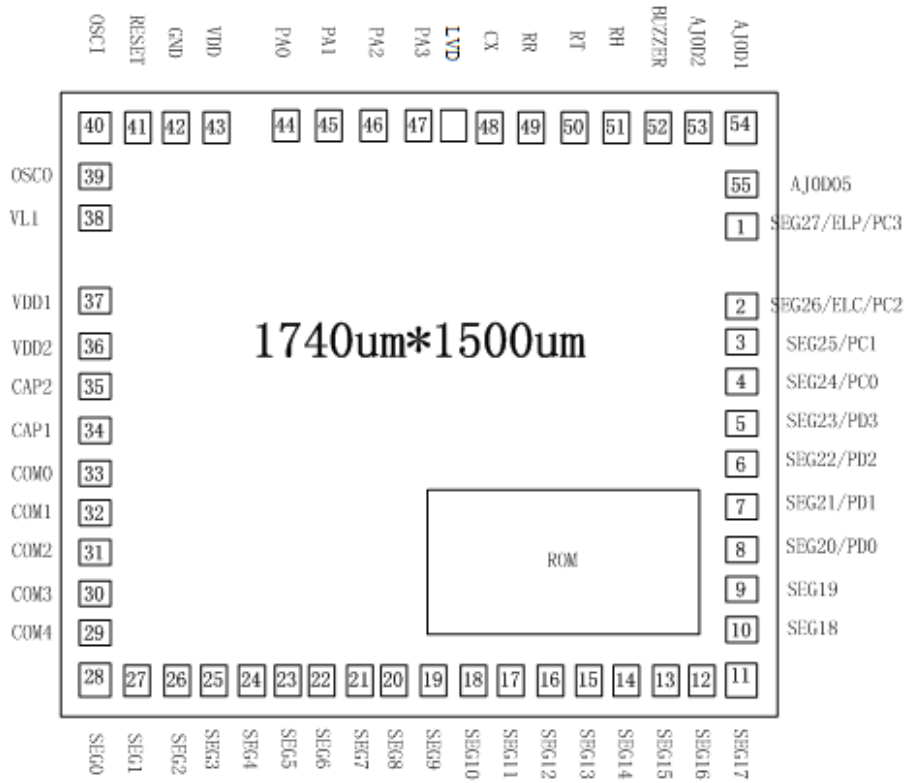 OSCI RESET GND VDD PA0 PA1 PA2 PA3 LVD CX RR RT RH BUZZER AJ0D2 AJ0D1
40 41 42 43 44 45 46 47 48 49 50 51 52 53 54
OSCO 39 55 AJ0D05
VL1 38 1 SEG27/ELP/PC3
VDD1 37 2 SEG26/ELC/PC2
1740um*1500um
VDD2 36 3 SEG25/PC1
CAP2 35 4 SEG24/PC0
CAP1 34 5 SEG23/PD3
COM0 33 6 SEG22/PD2
COM1 32 7 SEG21/PD1
COM2 31 8 SEG20/PD0
ROM
COM3 30 9 SEG19
COM4 29 10 SEG18
28 27 26 25 24 23 22 21 20 19 18 17 16 15 14 13 12 11
SEG0 SEG1 SEG2 SEG3 SEG4 SEG5 SEG6 SEG7 SEG8 SEG9 SEG10 SEG11 SEG12 SEG13 SEG14 SEG15 SEG16 SEG17